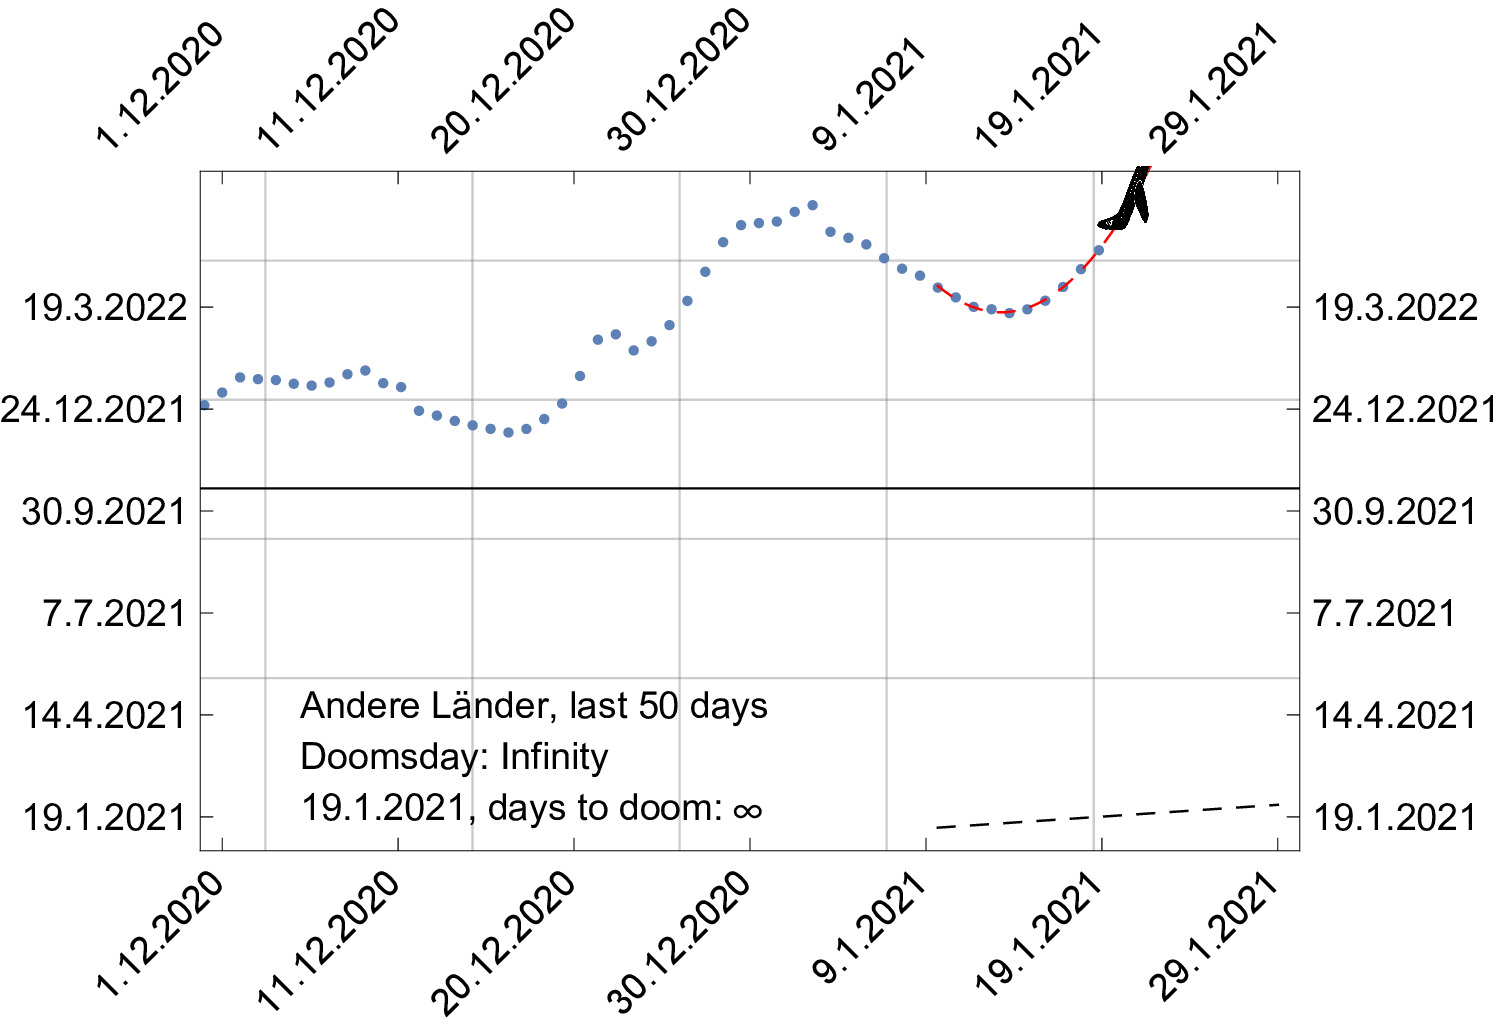 1.12.2020 11.12.2020 20.12.2020 30.12.2020 9.1.2021 19.1.2021 29.1.2021
19.3.2022 19.3.2022
24.12.2021 24.12.2021
30.9.2021 30.9.2021
7.7.2021 7.7.2021
14.4.2021 14.4.2021
19.1.2021 19.1.2021
Andere Länder, last 50 days
Doomsday: Infinity
19.1.2021, days to doom: ∞
1.12.2020 11.12.2020 20.12.2020 30.12.2020 9.1.2021 19.1.2021 29.1.2021